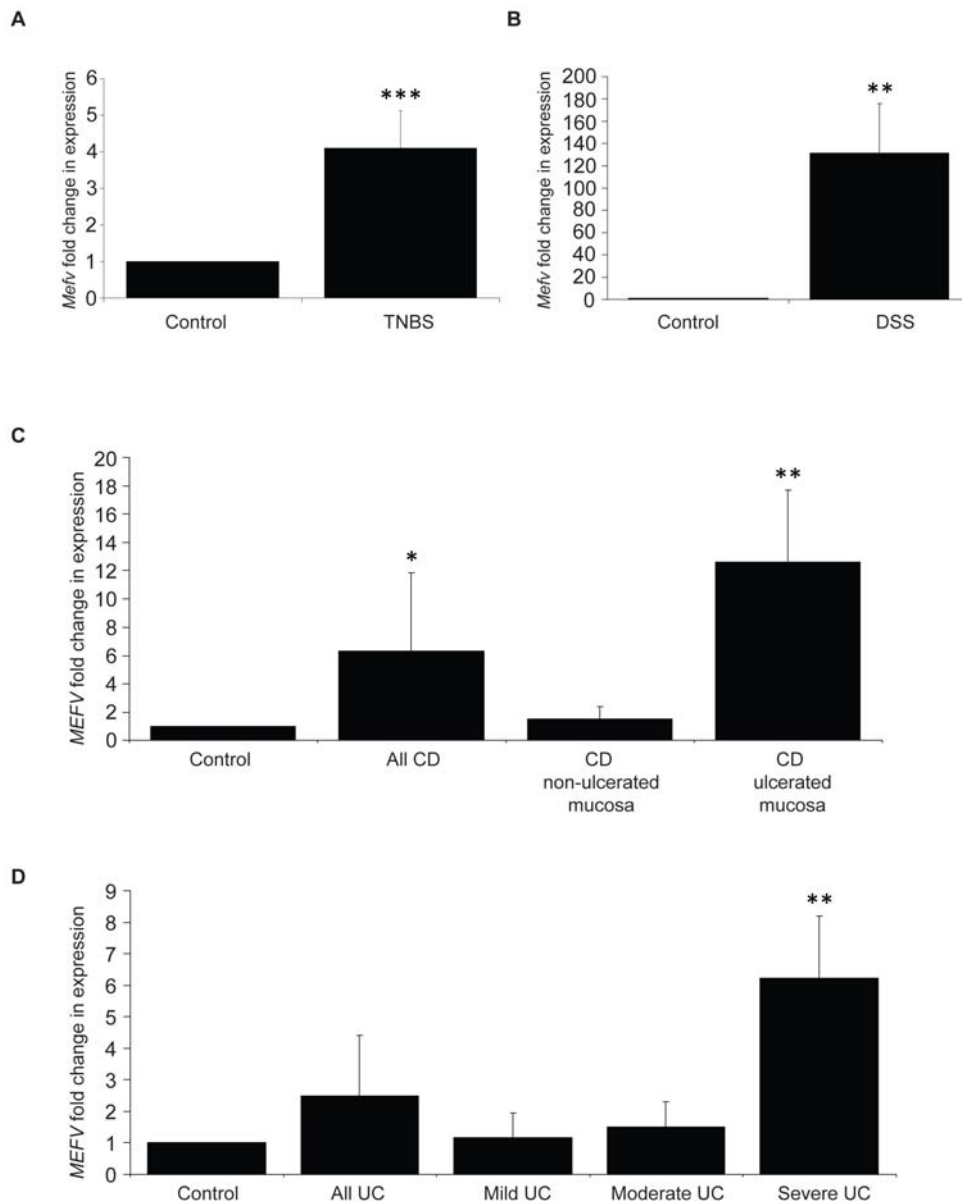 A
Mefv fold change in expression
6
5
4
3
2
1
0
***
Control
TNBS
B
Mefv fold change in expression
200
180
160
140
120
100
80
60
40
20
0
**
Control
DSS
C
MEFV fold change in expression
20
18
16
14
12
10
8
6
4
2
0
*
**
Control
All CD
CD
non-ulcerated
mucosa
CD
ulcerated
mucosa
D
MEFV fold change in expression
9
8
7
6
5
4
3
2
1
0
**
Control
All UC
Mild UC
Moderate UC
Severe UC